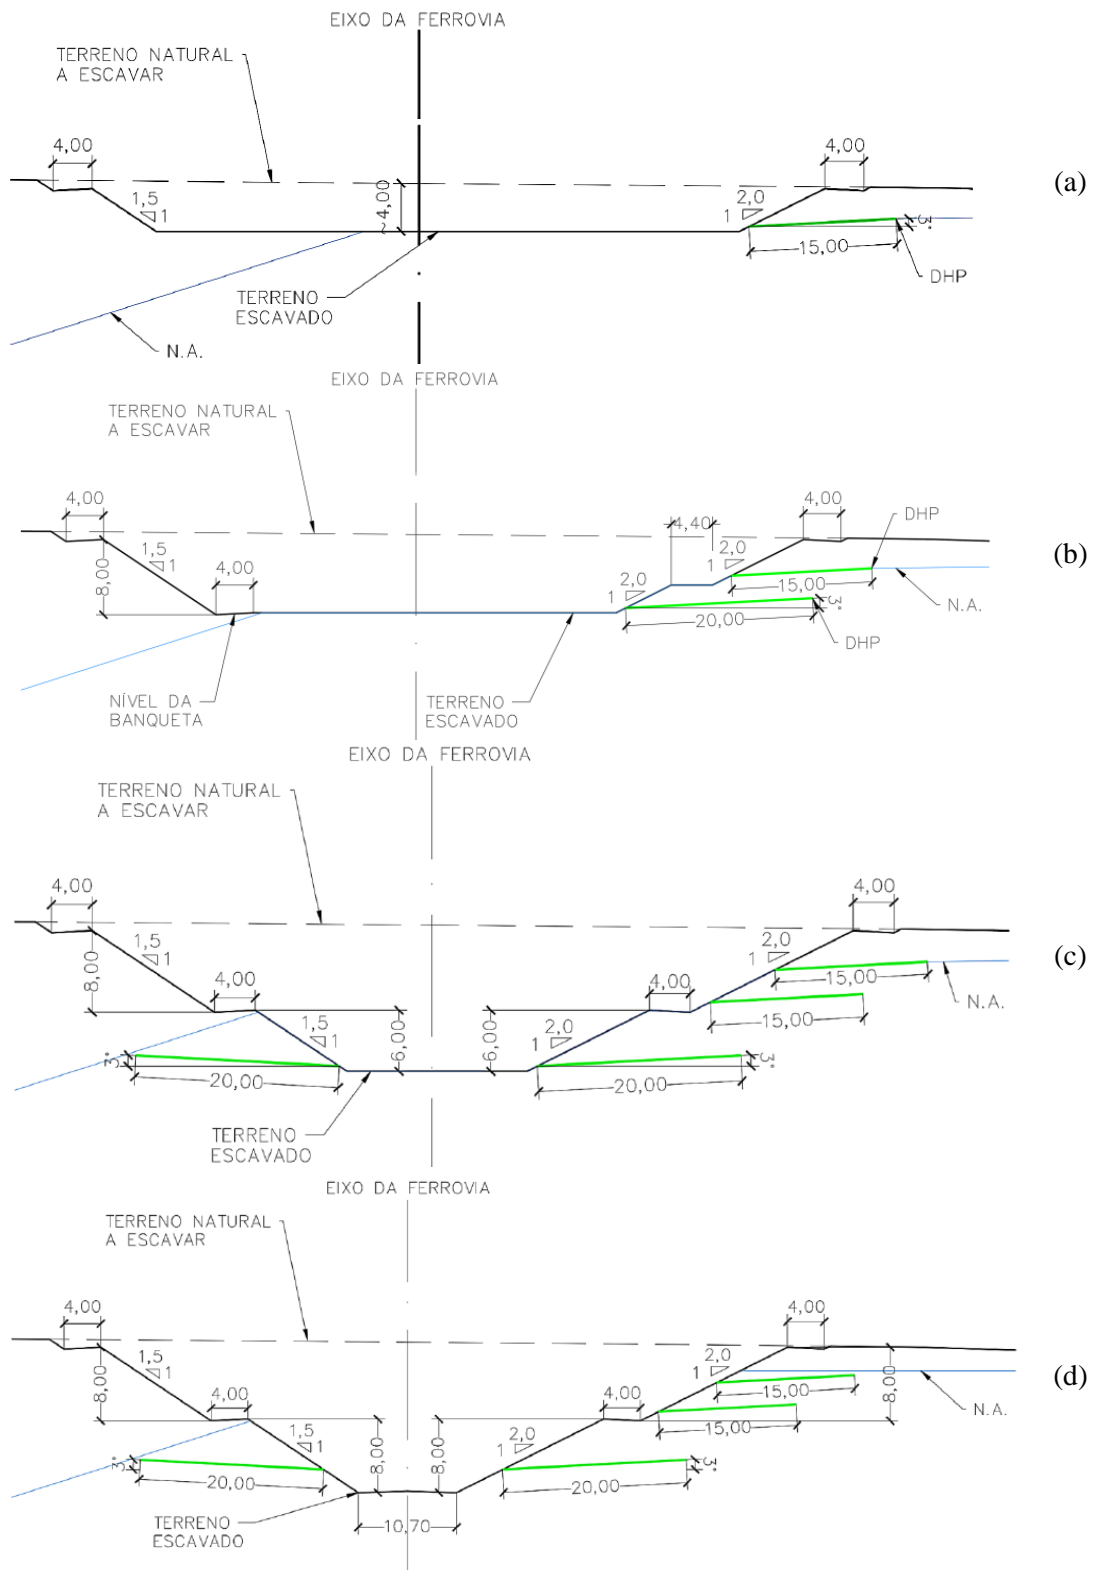 EIXO DA FERROVIA
TERRENO NATURAL
A ESCAVAR
4,00
4,00
(a)
1,5
1
~4,00
2,0
1
3°
15,00
TERRENO
ESCAVADO
DHP
N.A.
EIXO DA FERROVIA
TERRENO NATURAL
A ESCAVAR
4,00
4,00
4,40
DHP
(b)
1,5
1
8,00
4,00
2,0
1
2,0
1
15,00
3°
N.A.
20,00
DHP
NÍVEL DA
BANQUETA
TERRENO
ESCAVADO
EIXO DA FERROVIA
TERRENO NATURAL
A ESCAVAR
4,00
4,00
(c)
1,5
1
2,0
1
8,00
4,00
4,00
15,00
N.A.
15,00
1,5
1
6,00
6,00
2,0
1
3°
3°
20,00
20,00
TERRENO
ESCAVADO
EIXO DA FERROVIA
TERRENO NATURAL
A ESCAVAR
4,00
4,00
(d)
1,5
1
2,0
1
8,00
8,00
4,00
4,00
15,00
N.A.
15,00
1,5
1
8,00
8,00
2,0
1
3°
3°
20,00
20,00
TERRENO
ESCAVADO
10,70